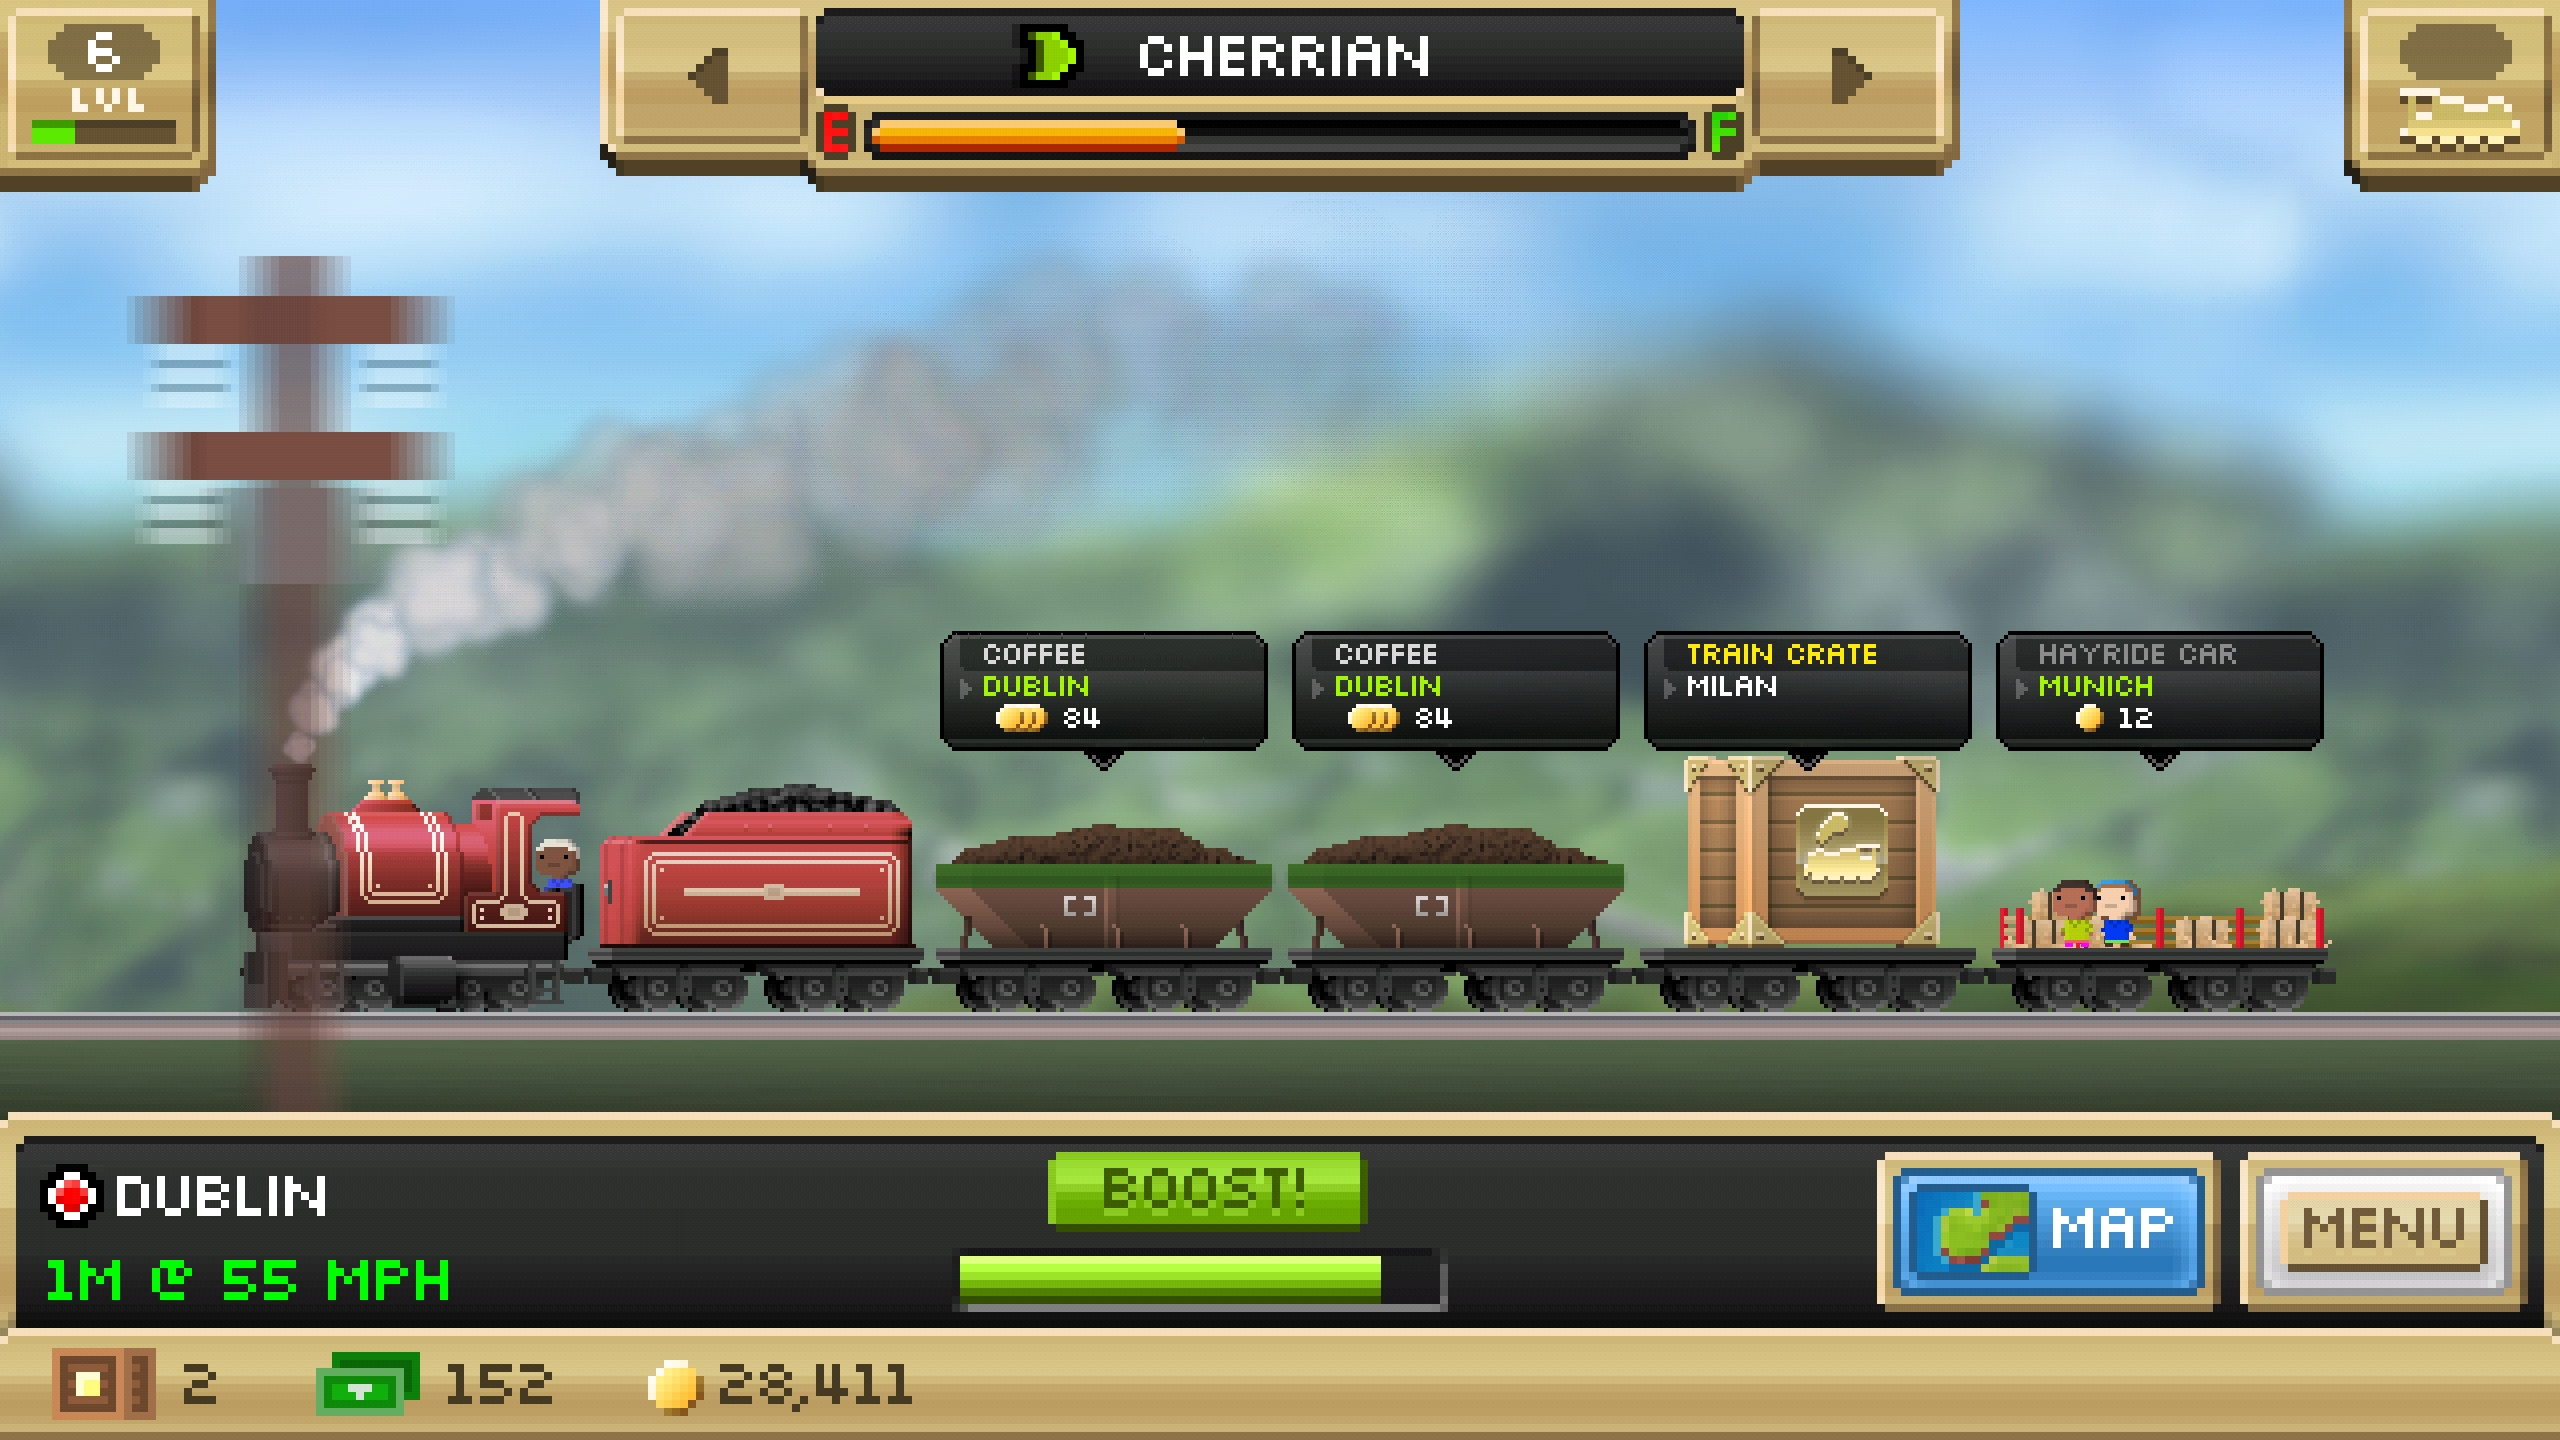 6
LVL
CHERRIAN
E F
COFFEE
DUBLIN
84
COFFEE
DUBLIN
84
TRAIN CRATE
MILAN
HAYRIDE CAR
MUNICH
12
DUBLIN
1M @ 55 MPH
BOOST!
MAP
MENU
2
152
28,411